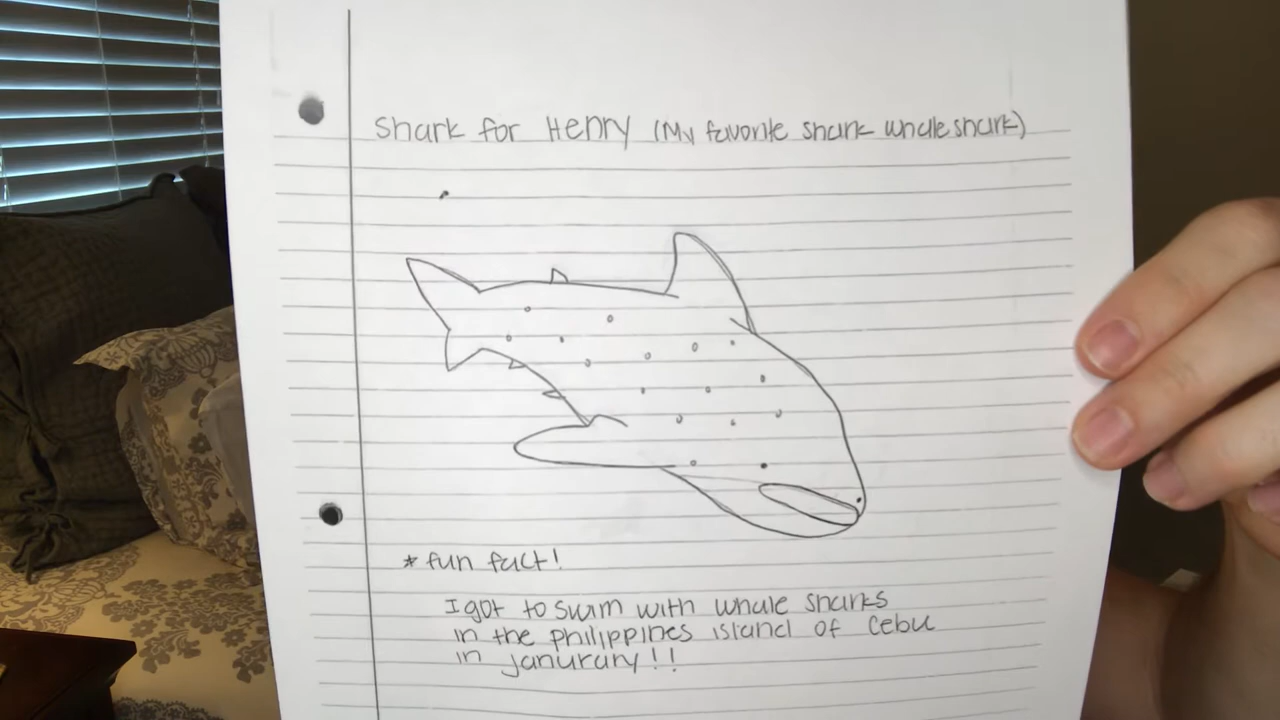 Shark for Henry (My favorite shark whale shark)
* fun fact!
I got to swim with whale sharks
in the philippines island of Cebu
in janurary!!